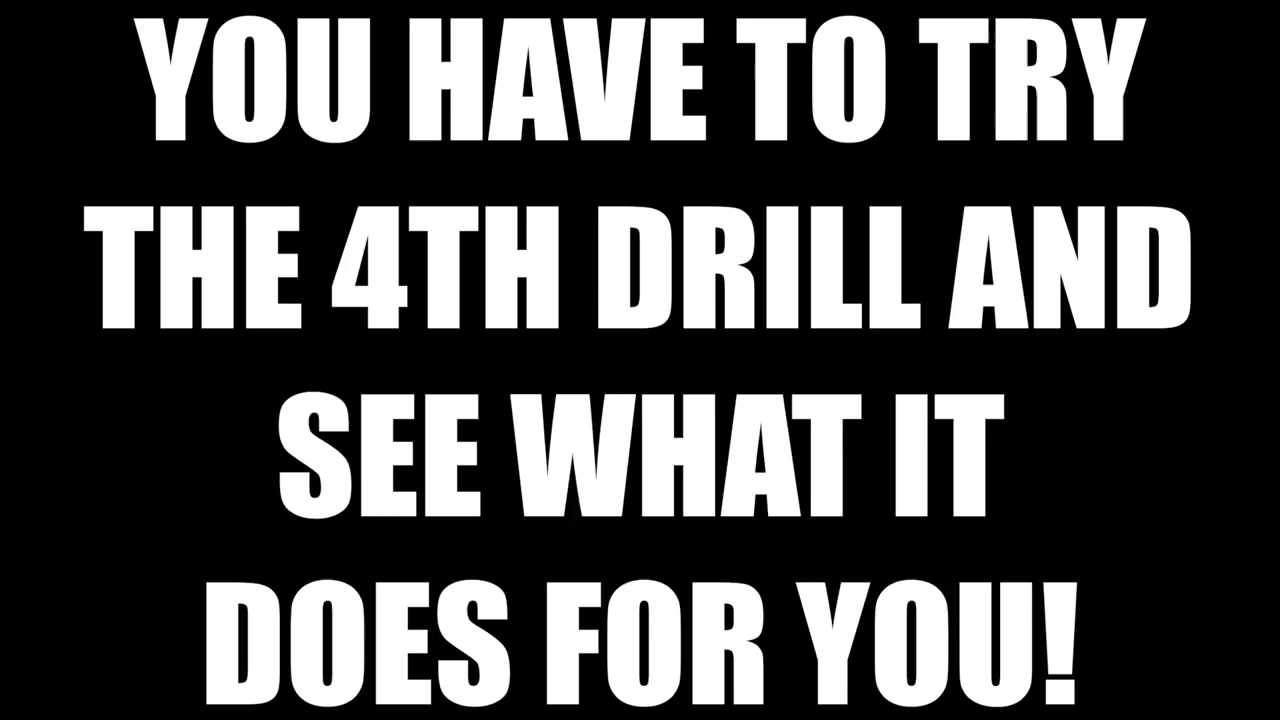 YOU HAVE TO TRY
THE 4TH DRILL AND
SEE WHAT IT
DOES FOR YOU!